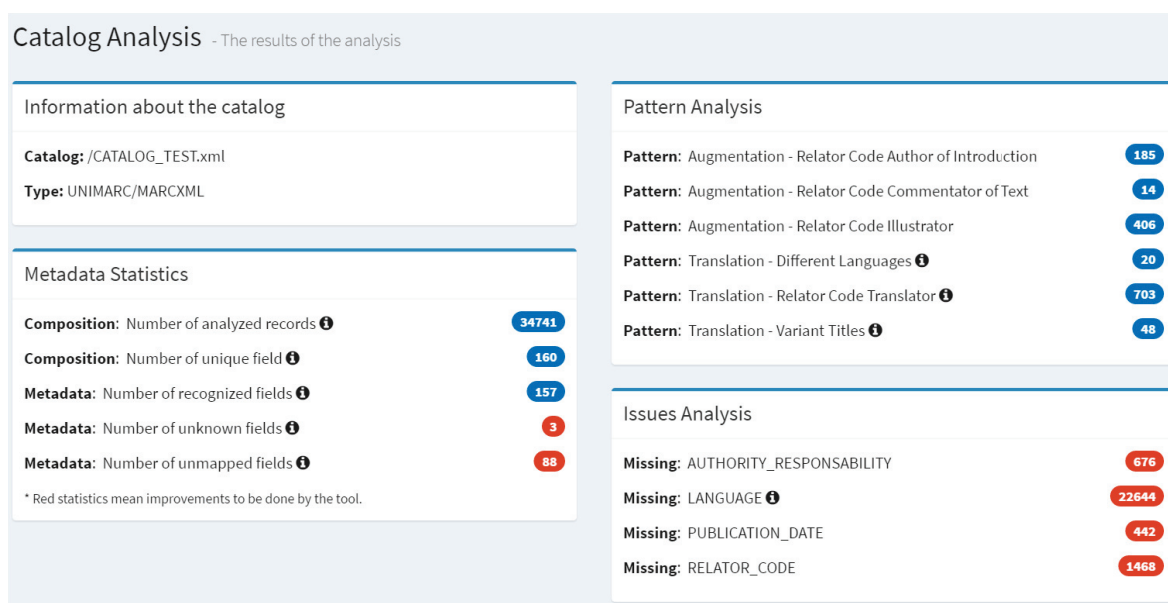 Catalog Analysis - The results of the analysis
Information about the catalog
Catalog: /CATALOG_TEST.xml
Type: UNIMARC/MARCXML
Metadata Statistics
Composition: Number of analyzed records 34741
Composition: Number of unique field 160
Metadata: Number of recognized fields 157
Metadata: Number of unknown fields 3
Metadata: Number of unmapped fields 88
* Red statistics mean improvements to be done by the tool.
Pattern Analysis
Pattern: Augmentation - Relator Code Author of Introduction 185
Pattern: Augmentation - Relator Code Commentator of Text 14
Pattern: Augmentation - Relator Code Illustrator 406
Pattern: Translation - Different Languages 20
Pattern: Translation - Relator Code Translator 703
Pattern: Translation - Variant Titles 48
Issues Analysis
Missing: AUTHORITY_RESPONSABILITY 676
Missing: LANGUAGE 22644
Missing: PUBLICATION_DATE 442
Missing: RELATOR_CODE 1468